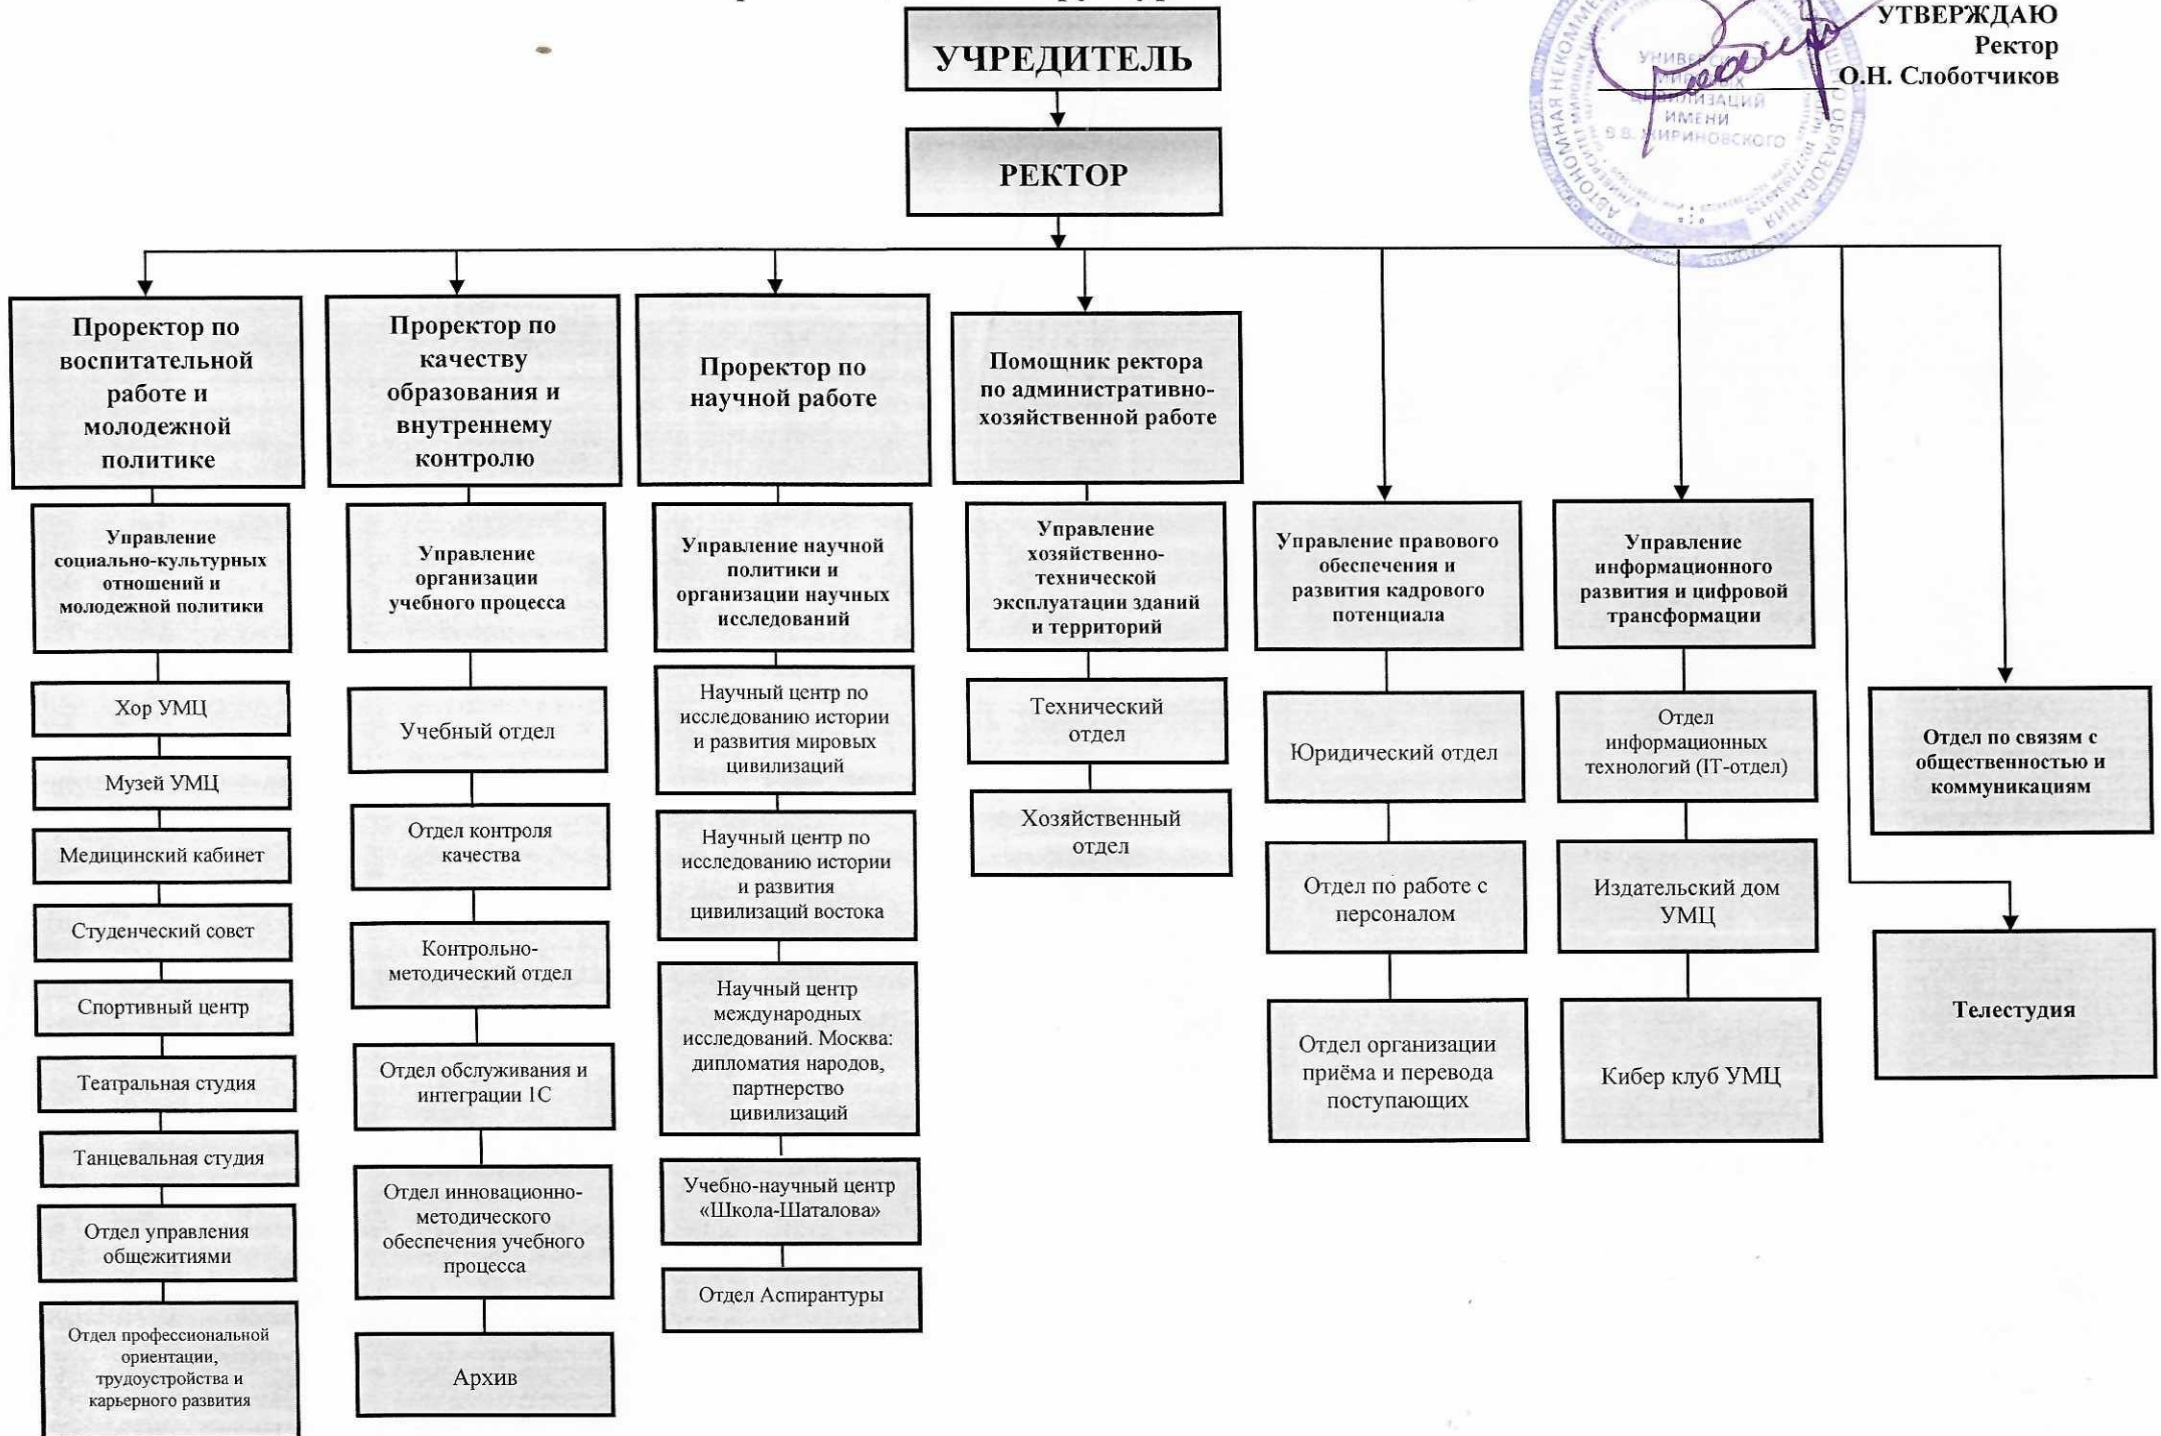 УТВЕРЖДАЮ
Ректор
О.Н. Слоботчиков
УНИВЕРСИТЕТ
МИРОВЫХ
ЦИВИЛИЗАЦИЙ
ИМЕНИ
В.В. ЖИРИНОВСКОГО
УЧРЕДИТЕЛЬ
РЕКТОР
Проректор по
воспитательной
работе и
молодежной
политике
Управление
социально-культурных
отношений и
молодежной политики
Хор УМЦ
Музей УМЦ
Медицинский кабинет
Студенческий совет
Спортивный центр
Театральная студия
Танцевальная студия
Отдел управления
общежитиями
Отдел профессиональной
ориентации,
трудоустройства и
карьерного развития
Проректор по
качеству
образования и
внутреннему
контролю
Управление
организации
учебного процесса
Учебный отдел
Отдел контроля
качества
Контрольно-
методический отдел
Отдел обслуживания и
интеграции 1С
Отдел инновационно-
методического
обеспечения учебного
процесса
Архив
Проректор по
научной работе
Управление научной
политики и
организации научных
исследований
Научный центр по
исследованию истории
и развития мировых
цивилизаций
Научный центр по
исследованию истории
и развития
цивилизаций востока
Научный центр
международных
исследований. Москва:
дипломатия народов,
партнерство
цивилизаций
Учебно-научный центр
«Школа-Шаталова»
Отдел Аспирантуры
Помощник ректора
по административно-
хозяйственной работе
Управление
хозяйственно-
технической
эксплуатации зданий
и территорий
Технический
отдел
Хозяйственный
отдел
Управление правового
обеспечения и
развития кадрового
потенциала
Юридический отдел
Отдел по работе с
персоналом
Отдел организации
приёма и перевода
поступающих
Управление
информационного
развития и цифровой
трансформации
Отдел
информационных
технологий (IT-отдел)
Издательский дом
УМЦ
Кибер клуб УМЦ
Отдел по связям с
общественностью и
коммуникациям
Телестудия